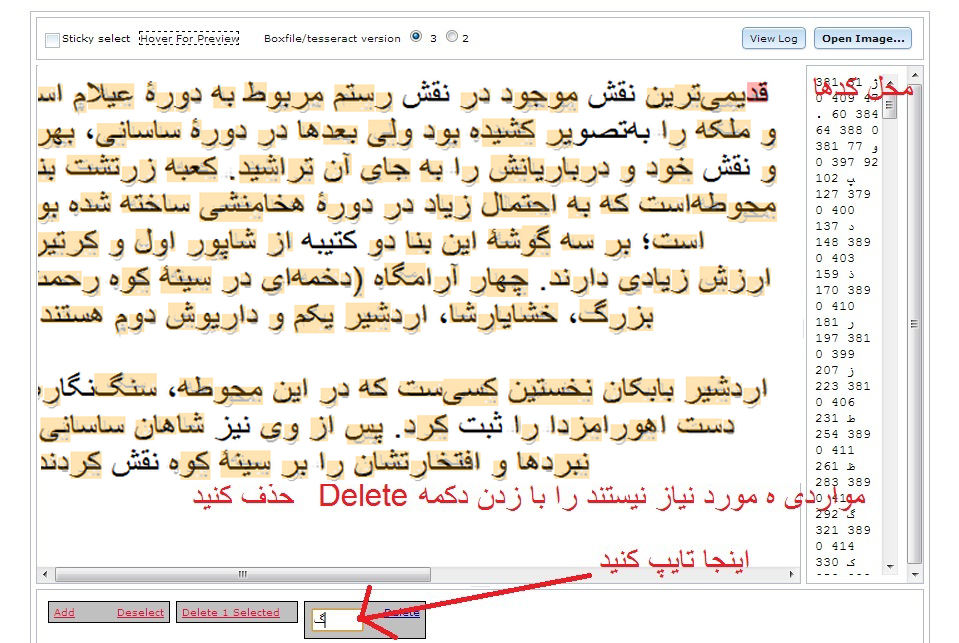 Sticky select Hover For Preview Boxfile/tesseract version 3 2 View Log Open Image...
محل کدها
قدیمی‌ترین نقش موجود در نقش رستم مربوط به دورهٔ عیلام اس
و ملکه را به‌تصویر کشیده بود ولی بعدها در دورهٔ ساسانی، بهر
و نقش خود و درباریانش را به جای آن تراشید. کعبه زرتشت بن
محوطه‌است که به احتمال زیاد در دورهٔ هخامنشی ساخته شده بو
است؛ بر سه گوشهٔ این بنا دو کتیبه از شاپور اول و کرتیر
ارزش زیادی دارند. چهار آرامگاه (دخمه‌ای در سینهٔ کوه رحمت
بزرگ، خشایارشا، اردشیر یکم و داریوش دوم هستند
اردشیر بابکان نخستین کسی‌ست که در این محوطه، سنگ‌نگاره
دست اهورامزدا را ثبت کرد. پس از وی نیز شاهان ساسانی
نبردها و افتخارتشان را بر سینهٔ کوه نقش کردند
مواردی ه مورد نیاز نیستند را با زدن دکمه Delete حذف کنید
اینجا تایپ کنید
. 60 384
64 388 0
و 77 381
92 397 0
ب 102
127 379
0 400
د 137
148 389
0 403
ذ 159
170 389
0 410
ر 181
197 381
0 399
ز 207
223 381
0 406
ط 231
254 389
0 411
ظ 261
283 389
گ 292
321 389
0 414
ک 330
Add Deselect Delete 1 Selected گ Delete